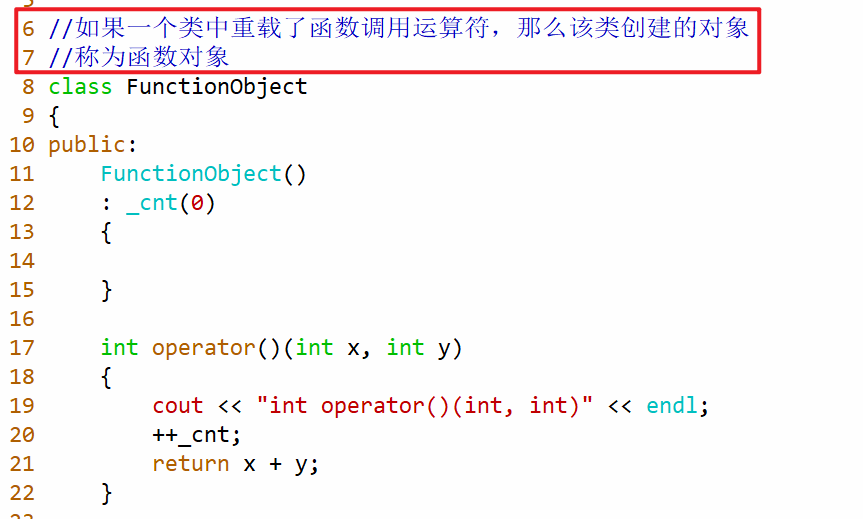 6 //如果一个类中重载了函数调用运算符，那么该类创建的对象
7 //称为函数对象
8 class FunctionObject
9 {
10 public:
11     FunctionObject()
12     : _cnt(0)
13     {
14
15     }
16
17     int operator()(int x, int y)
18     {
19         cout << "int operator()(int, int)" << endl;
20         ++_cnt;
21         return x + y;
22     }